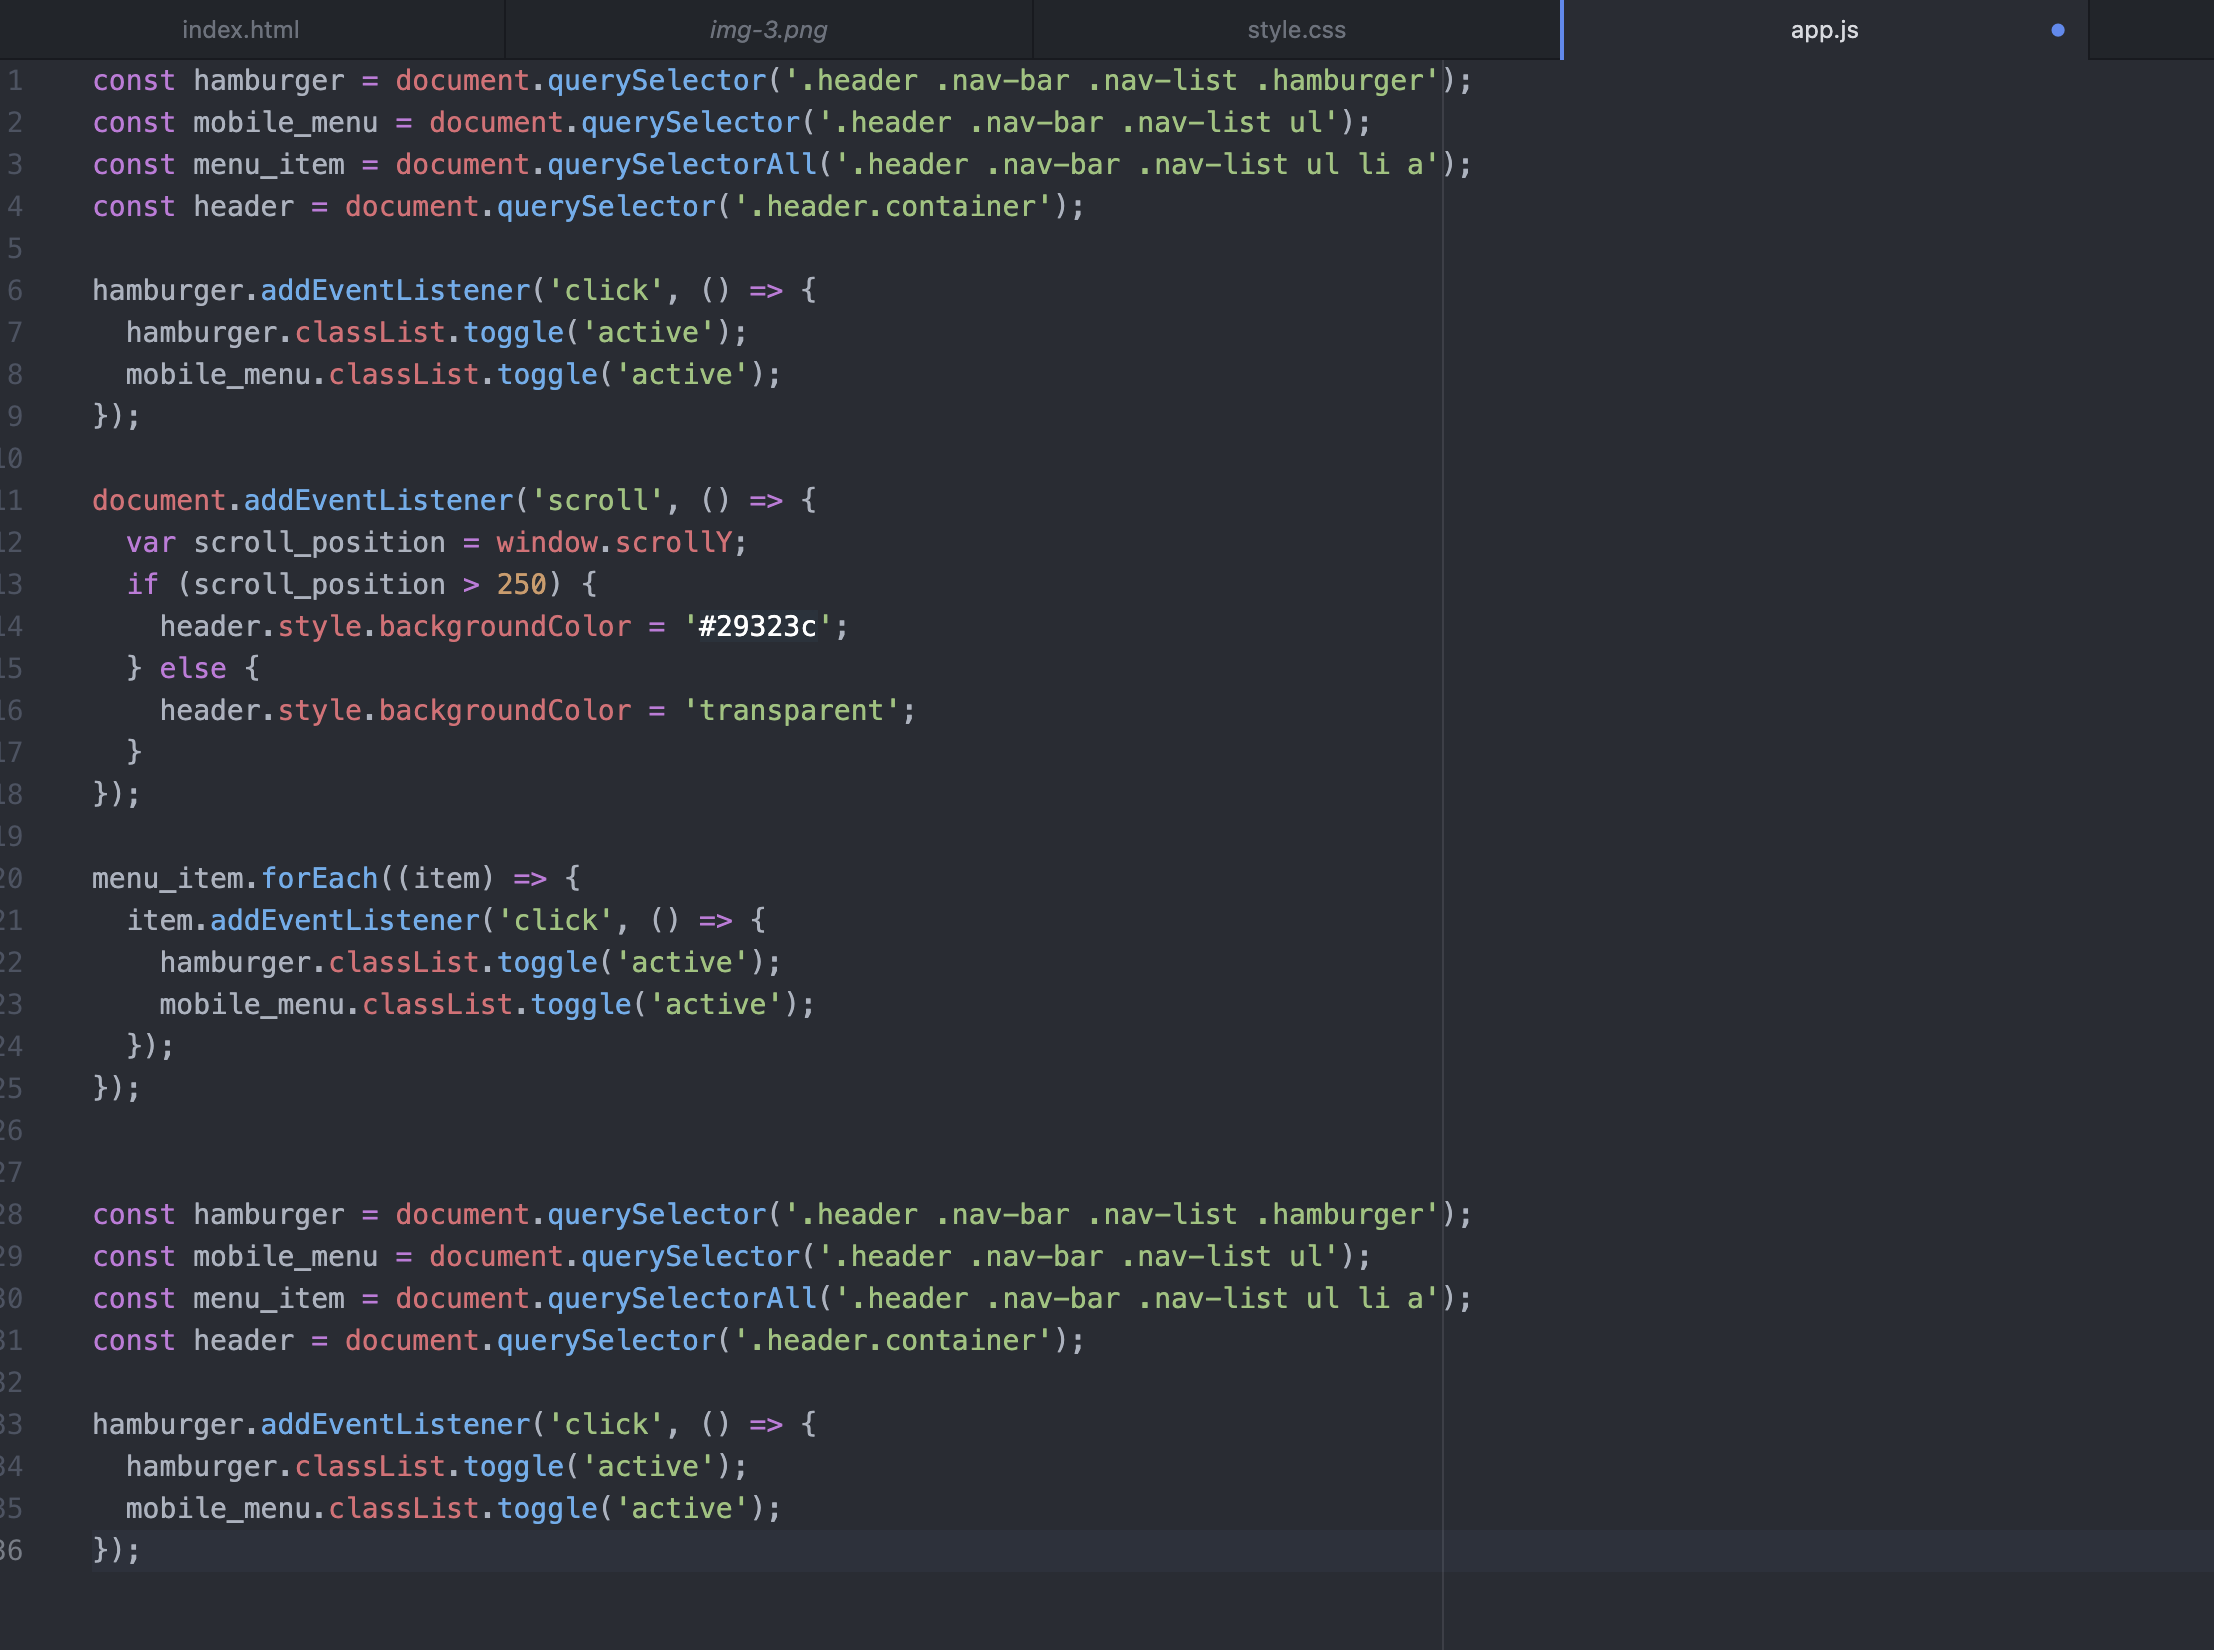 index.html
img-3.png
style.css
app.js
1 const hamburger = document.querySelector('.header .nav-bar .nav-list .hamburger');
2 const mobile_menu = document.querySelector('.header .nav-bar .nav-list ul');
3 const menu_item = document.querySelectorAll('.header .nav-bar .nav-list ul li a');
4 const header = document.querySelector('.header.container');
5
6 hamburger.addEventListener('click', () => {
7   hamburger.classList.toggle('active');
8   mobile_menu.classList.toggle('active');
9 });
10
11 document.addEventListener('scroll', () => {
12   var scroll_position = window.scrollY;
13   if (scroll_position > 250) {
14     header.style.backgroundColor = '#29323c';
15   } else {
16     header.style.backgroundColor = 'transparent';
17   }
18 });
19
20 menu_item.forEach((item) => {
21   item.addEventListener('click', () => {
22     hamburger.classList.toggle('active');
23     mobile_menu.classList.toggle('active');
24   });
25 });
26
27
28 const hamburger = document.querySelector('.header .nav-bar .nav-list .hamburger');
29 const mobile_menu = document.querySelector('.header .nav-bar .nav-list ul');
30 const menu_item = document.querySelectorAll('.header .nav-bar .nav-list ul li a');
31 const header = document.querySelector('.header.container');
32
33 hamburger.addEventListener('click', () => {
34   hamburger.classList.toggle('active');
35   mobile_menu.classList.toggle('active');
36 });